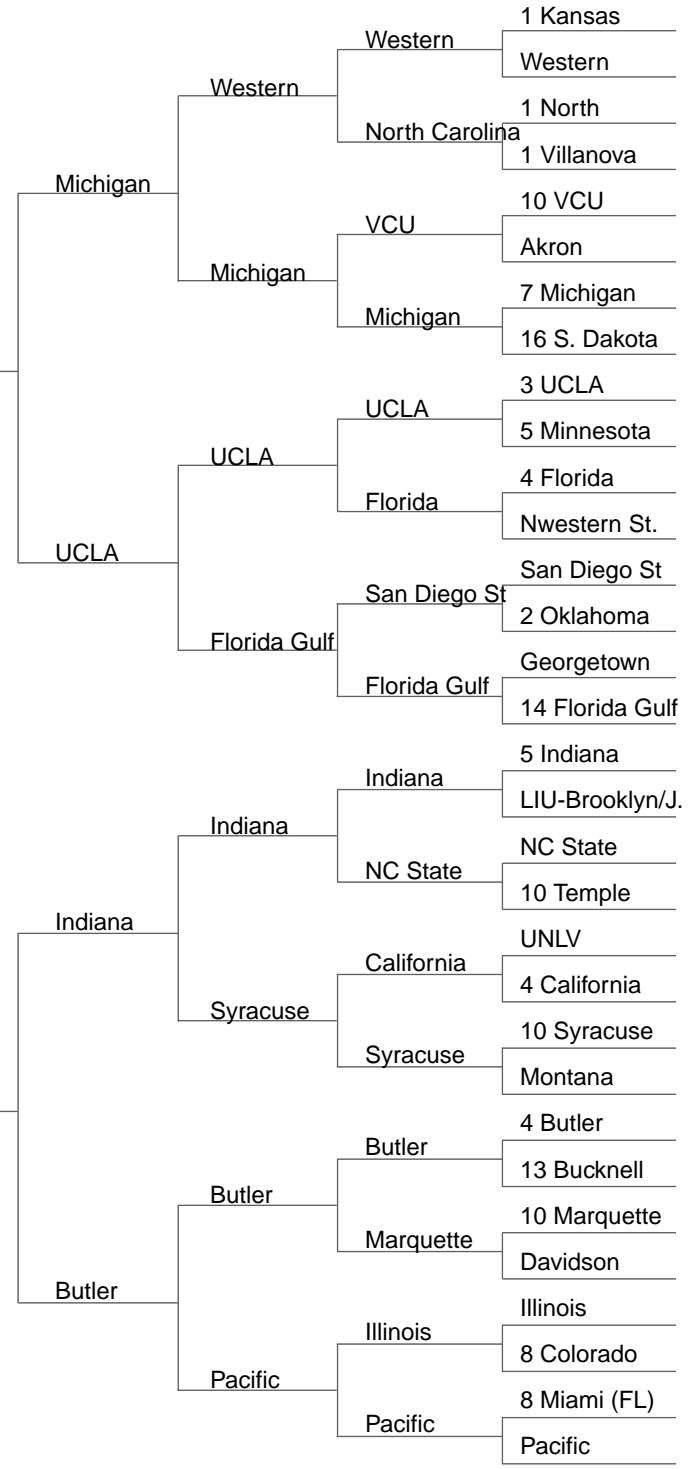 1 Kansas
Western
Western
Western
1 North
North Carolina
1 Villanova
Michigan
10 VCU
VCU
Akron
Michigan
7 Michigan
Michigan
16 S. Dakota
3 UCLA
UCLA
5 Minnesota
UCLA
4 Florida
Florida
Nwestern St.
UCLA
San Diego St
San Diego St
2 Oklahoma
Florida Gulf
Georgetown
Florida Gulf
14 Florida Gulf
5 Indiana
Indiana
LIU-Brooklyn/J.
Indiana
NC State
NC State
10 Temple
Indiana
UNLV
California
4 California
Syracuse
10 Syracuse
Syracuse
Montana
4 Butler
Butler
13 Bucknell
Butler
10 Marquette
Marquette
Davidson
Butler
Illinois
Illinois
8 Colorado
Pacific
8 Miami (FL)
Pacific
Pacific